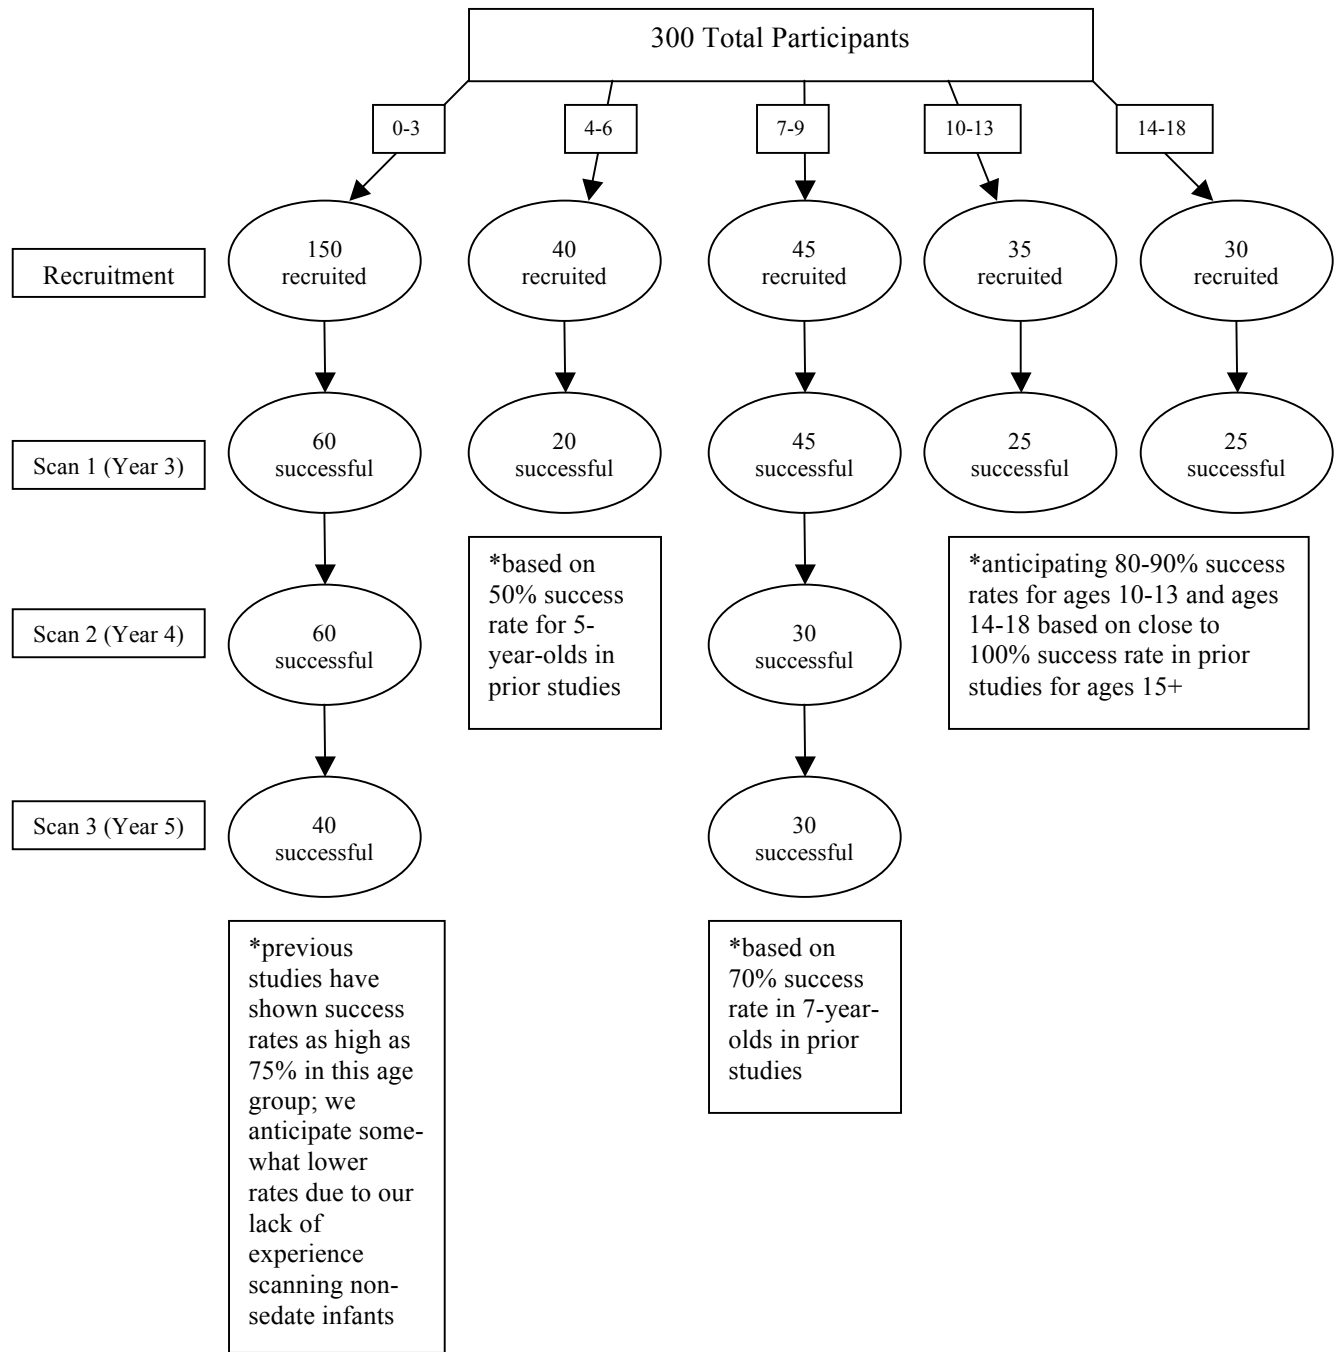 300 Total Participants
0-3
4-6
7-9
10-13
14-18
Recruitment
150
recruited
40
recruited
45
recruited
35
recruited
30
recruited
Scan 1 (Year 3)
60
successful
20
successful
45
successful
25
successful
25
successful
*based on
50% success
rate for 5-
year-olds in
prior studies
*anticipating 80-90% success
rates for ages 10-13 and ages
14-18 based on close to
100% success rate in prior
studies for ages 15+
Scan 2 (Year 4)
60
successful
30
successful
Scan 3 (Year 5)
40
successful
30
successful
*previous
studies have
shown success
rates as high as
75% in this age
group; we
anticipate some-
what lower
rates due to our
lack of
experience
scanning non-
sedate infants
*based on
70% success
rate in 7-year-
olds in prior
studies